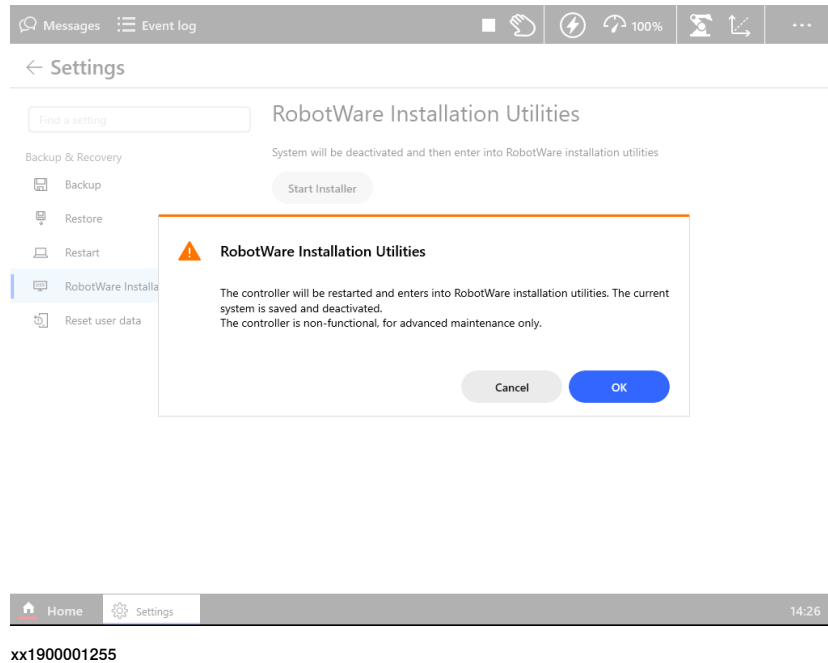 Messages Event log 100% ...
Settings
Find a setting
RobotWare Installation Utilities
System will be deactivated and then enter into RobotWare installation utilities
Start Installer
Backup & Recovery
Backup
Restore
Restart
RobotWare Installa
Reset user data
RobotWare Installation Utilities
The controller will be restarted and enters into RobotWare installation utilities. The current
system is saved and deactivated.
The controller is non-functional, for advanced maintenance only.
Cancel OK
Home Settings 14:26
xx1900001255